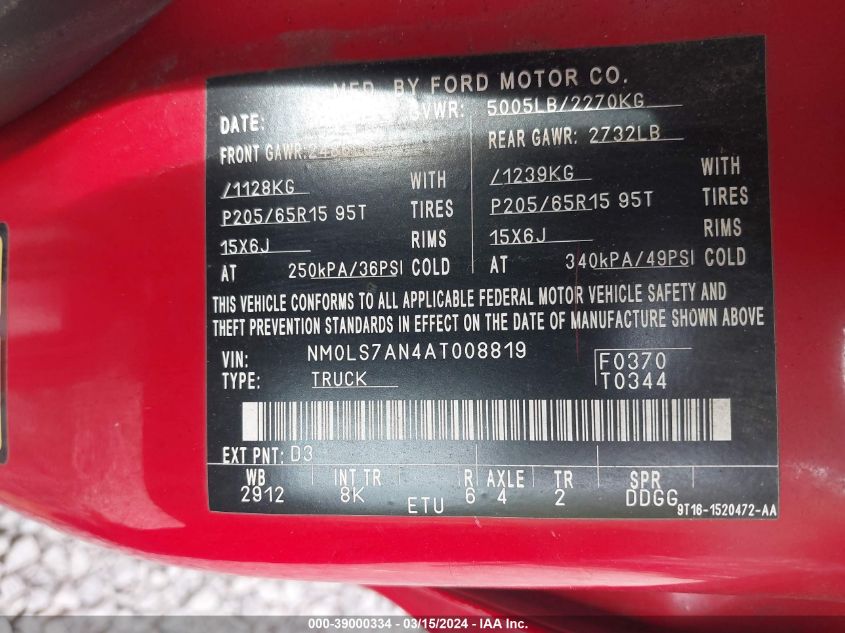 MFD. BY FORD MOTOR CO.
DATE: GVWR: 5005LB/2270KG
FRONT GAWR: REAR GAWR: 2732LB
/1128KG WITH /1239KG WITH
P205/65R15 95T TIRES P205/65R15 95T TIRES
15X6J RIMS 15X6J RIMS
AT 250kPA/36PSI COLD AT 340kPA/49PSI COLD
THIS VEHICLE CONFORMS TO ALL APPLICABLE FEDERAL MOTOR VEHICLE SAFETY AND
THEFT PREVENTION STANDARDS IN EFFECT ON THE DATE OF MANUFACTURE SHOWN ABOVE
VIN: NM0LS7AN4AT008819 F0370
TYPE: TRUCK T0344
EXT PNT: D3
WB INT TR R AXLE TR SPR
2912 8K 6 4 2 DDGG
ETU 9T16-1520472-AA
000-39000334 - 03/15/2024 - IAA Inc.